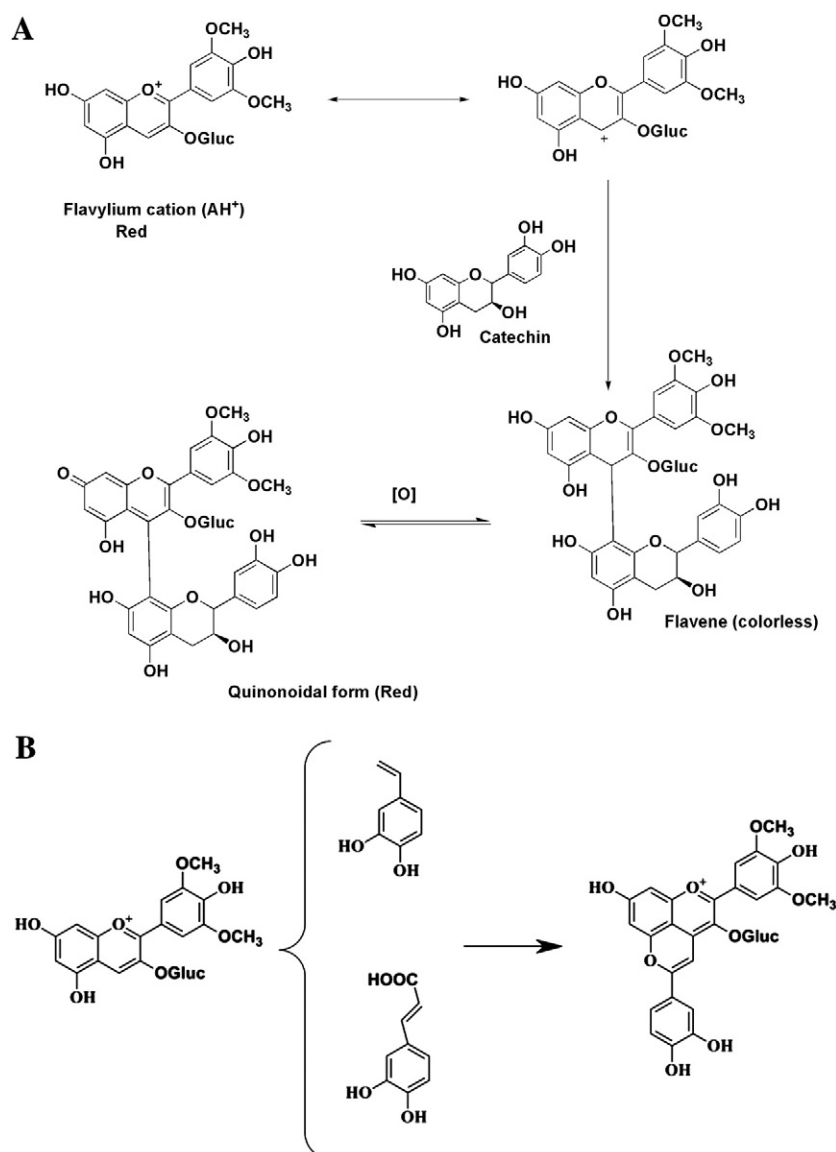 A
OCH₃
OH
HO
O⁺
OCH₃
OGluc
OH
Flavylium cation (AH⁺)
Red
OCH₃
OH
HO
O
OCH₃
OGluc
OH
+
HO
OH
HO
O
OH
OH
Catechin
OCH₃
OH
HO
O
OCH₃
OGluc
OH
HO
OH
HO
O
OH
OH
Flavene (colorless)
[O]
OCH₃
OH
O
O
OCH₃
OGluc
OH
HO
OH
HO
O
OH
OH
Quinonoidal form (Red)
B
OCH₃
OH
HO
O⁺
OCH₃
OGluc
OH
HO
OH
HOOC
HO
OH
OCH₃
OH
HO
O⁺
OCH₃
OGluc
O
OH
OH